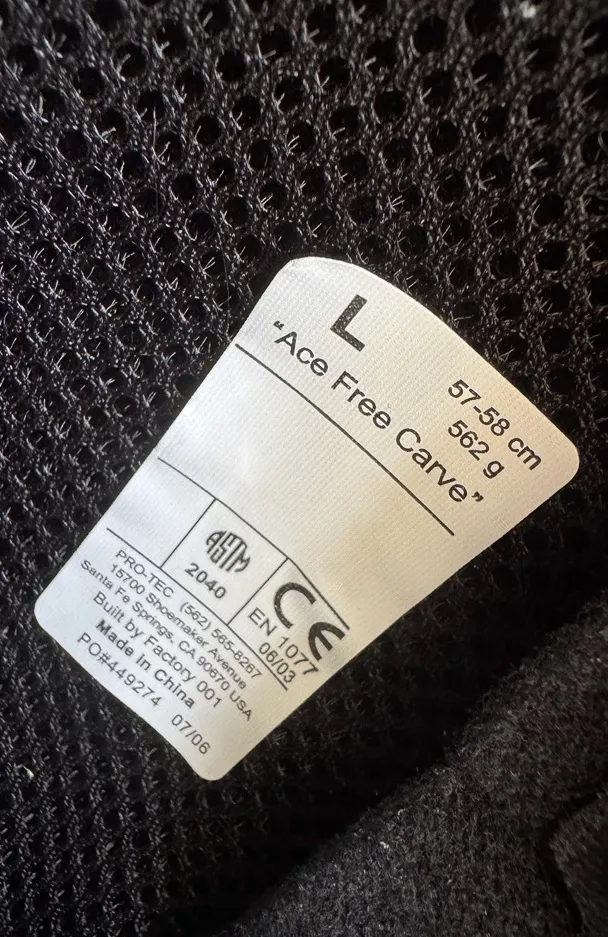 L
57-58 cm
562 g
"Ace Free Carve"
ASTM
2040
CE
EN 1077
06/03
PRO-TEC (562) 565-8267
15700 Shoemaker Avenue
Santa Fe Springs, CA 90670 USA
Built by Factory 001
Made in China
PO#449274 07/06